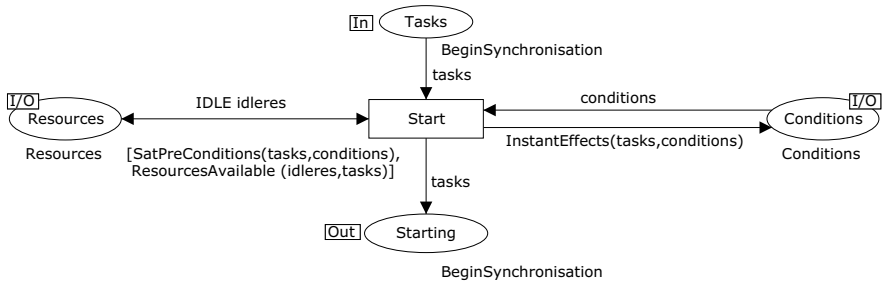 In
Tasks
BeginSynchronisation
tasks
I/O
IDLE idleres
conditions
I/O
Resources
Start
Conditions
InstantEffects(tasks,conditions)
Resources
[SatPreConditions(tasks,conditions),
ResourcesAvailable (idleres,tasks)]
Conditions
tasks
Out
Starting
BeginSynchronisation